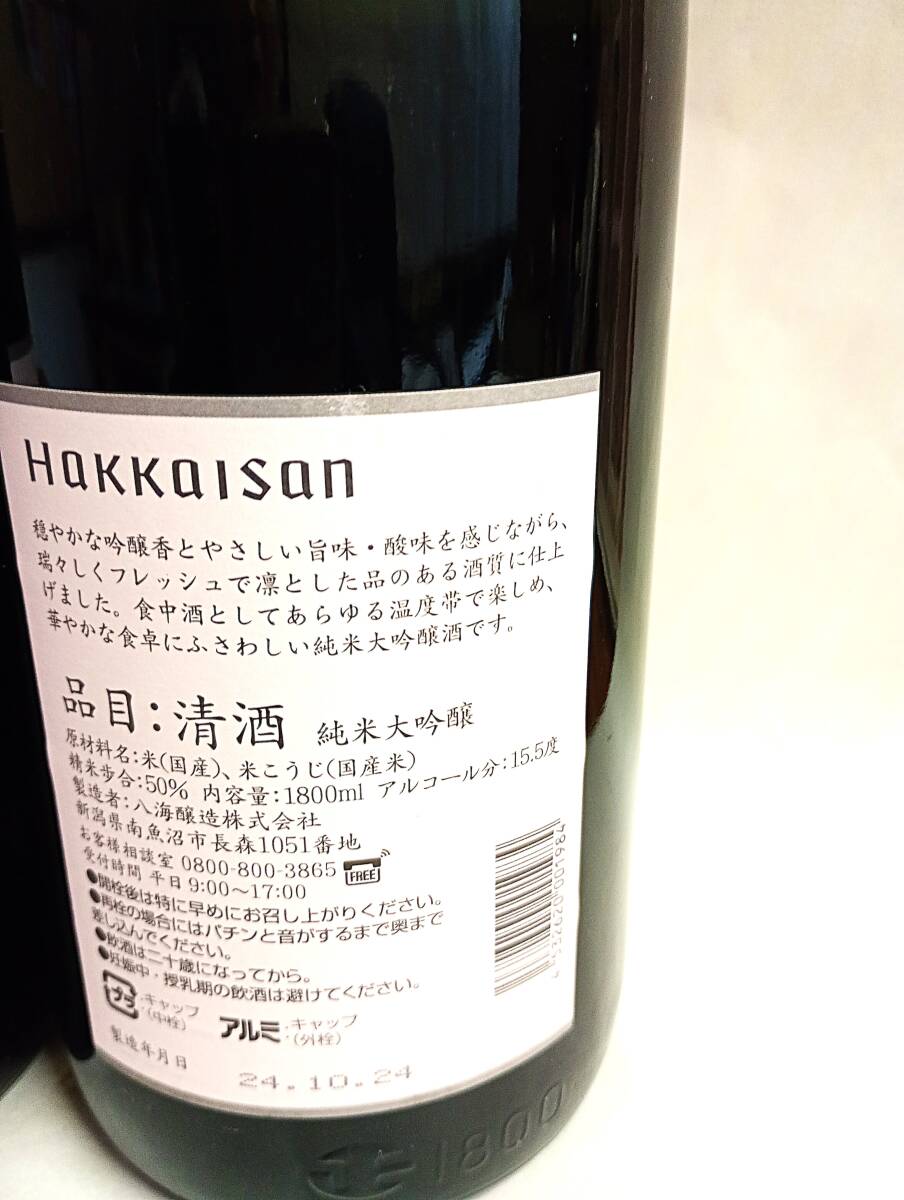 Hakkaisan
穏やかな吟醸香とやさしい旨味・酸味を感じながら、
瑞々しくフレッシュで凛とした品のある酒質に仕上
げました。食中酒としてあらゆる温度帯で楽しめ、
華やかな食卓にふさわしい純米大吟醸酒です。
品目：清酒 純米大吟醸
原材料名：米(国産)、米こうじ(国産米)
精米歩合：50% 内容量：1800ml アルコール分：15.5度
製造者：八海醸造株式会社
新潟県南魚沼市長森1051番地
お客様相談室 0800-800-3865 FREE
受付時間 平日 9:00～17:00
●開栓後は特に早めにお召し上がりください。
●再栓の場合にはパチンと音がするまで奥まで
差し込んでください。
●飲酒は二十歳になってから。
●妊娠中・授乳期の飲酒は避けてください。
プラ ・キャップ
・(中栓)
アルミ ・キャップ
・(外栓)
製造年月日
24.10.24
1800